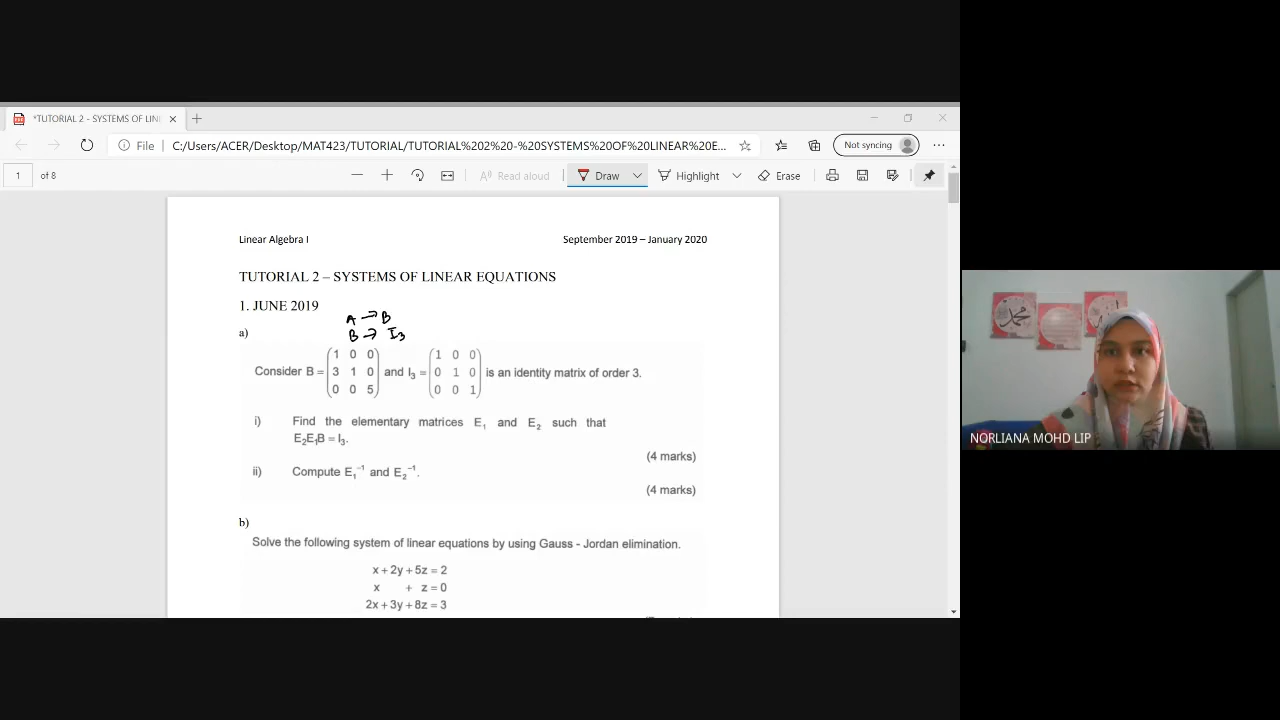 *TUTORIAL 2 - SYSTEMS OF LIN
File C:/Users/ACER/Desktop/MAT423/TUTORIAL/TUTORIAL%202%20-%20SYSTEMS%20OF%20LINEAR%20E... Not syncing
1 of 8 Read aloud Draw Highlight Erase
Linear Algebra I September 2019 – January 2020
TUTORIAL 2 – SYSTEMS OF LINEAR EQUATIONS
1. JUNE 2019
A → B
a) B → I₃
1 0 0 1 0 0
Consider B = 3 1 0 and I₃ = 0 1 0 is an identity matrix of order 3.
0 0 5 0 0 1
i) Find the elementary matrices E₁ and E₂ such that
E₂E₁B = I₃.
(4 marks)
ii) Compute E₁⁻¹ and E₂⁻¹.
(4 marks)
b)
Solve the following system of linear equations by using Gauss - Jordan elimination.
x + 2y + 5z = 2
x + z = 0
2x + 3y + 8z = 3
NORLIANA MOHD LIP